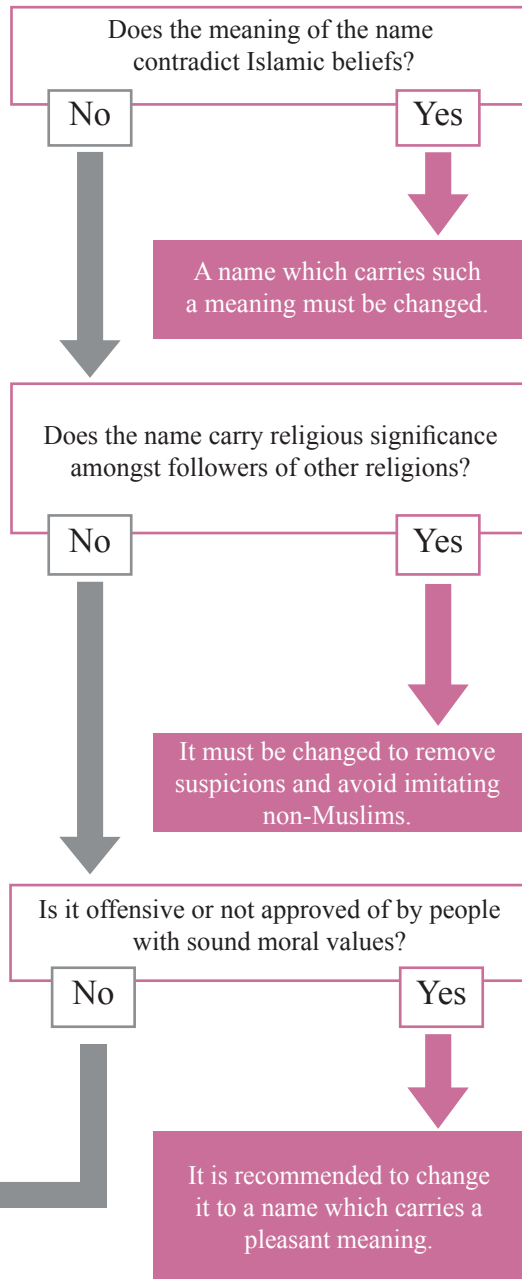 Does the meaning of the name
contradict Islamic beliefs?
No
Yes
A name which carries such
a meaning must be changed.
Does the name carry religious significance
amongst followers of other religions?
No
Yes
It must be changed to remove
suspicions and avoid imitating
non-Muslims.
Is it offensive or not approved of by people
with sound moral values?
No
Yes
It is recommended to change
it to a name which carries a
pleasant meaning.